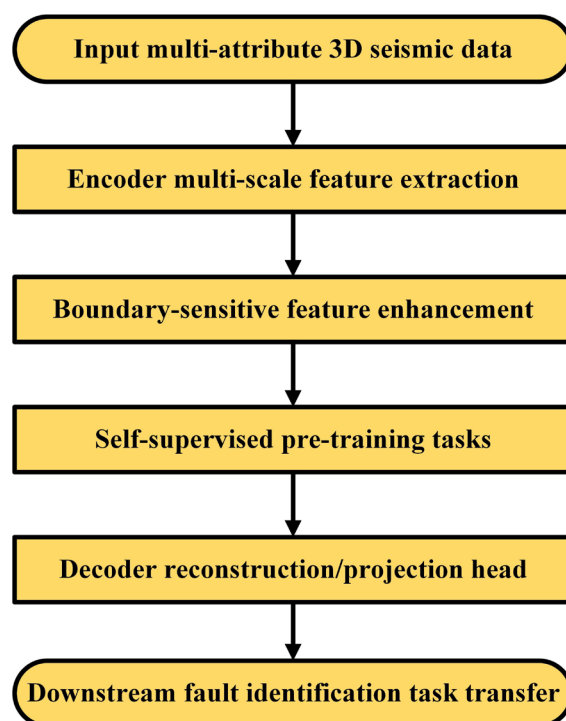 Input multi-attribute 3D seismic data
Encoder multi-scale feature extraction
Boundary-sensitive feature enhancement
Self-supervised pre-training tasks
Decoder reconstruction/projection head
Downstream fault identification task transfer